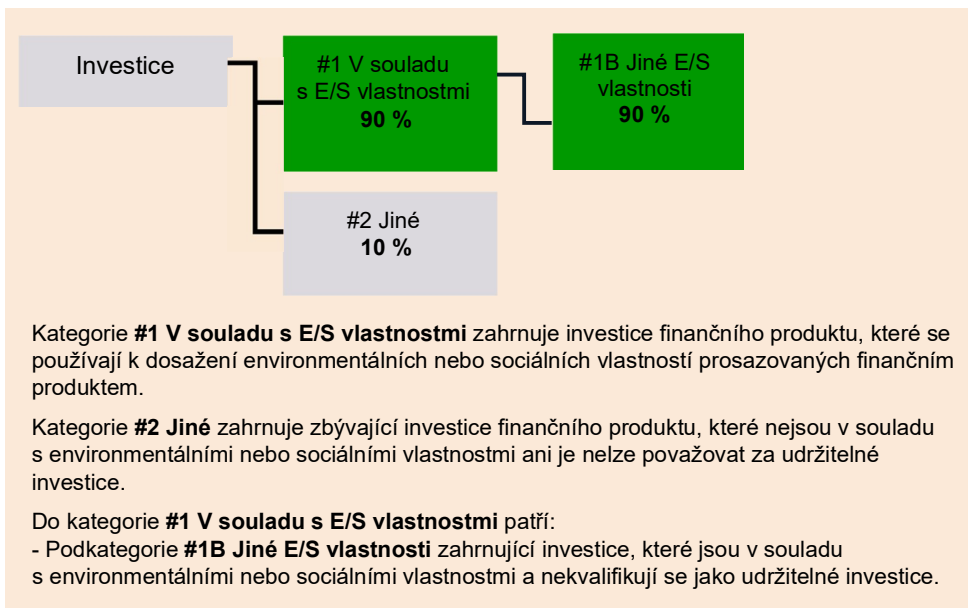 Investice
#1 V souladu
s E/S vlastnostmi
90 %
#1B Jiné E/S
vlastnosti
90 %
#2 Jiné
10 %
Kategorie #1 V souladu s E/S vlastnostmi zahrnuje investice finančního produktu, které se
používají k dosažení environmentálních nebo sociálních vlastností prosazovaných finančním
produktem.
Kategorie #2 Jiné zahrnuje zbývající investice finančního produktu, které nejsou v souladu
s environmentálními nebo sociálními vlastnostmi ani je nelze považovat za udržitelné
investice.
Do kategorie #1 V souladu s E/S vlastnostmi patří:
- Podkategorie #1B Jiné E/S vlastnosti zahrnující investice, které jsou v souladu
s environmentálními nebo sociálními vlastnostmi a nekvalifikují se jako udržitelné investice.